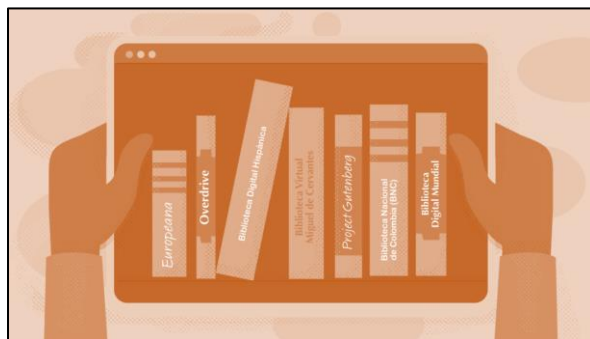 Europeana
Overdrive
Biblioteca Digital Hispánica
Biblioteca Virtual
Miguel de Cervantes
Project Gutenberg
Biblioteca Nacional
de Colombia (BNC)
Biblioteca
Digital Mundial